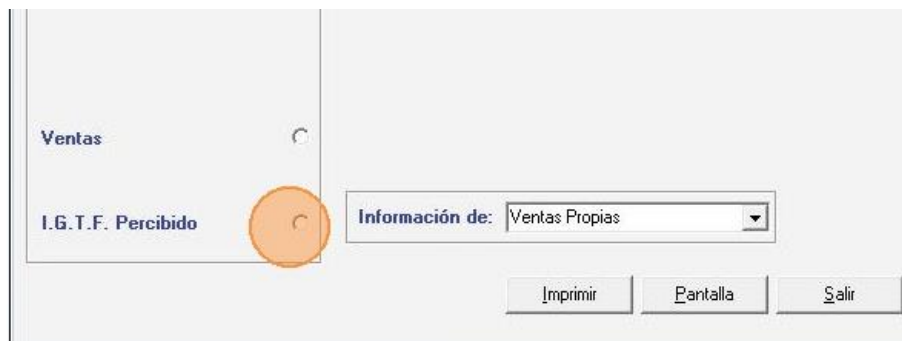 Ventas
I.G.T.F. Percibido
Información de: Ventas Propias
Imprimir Pantalla Salir